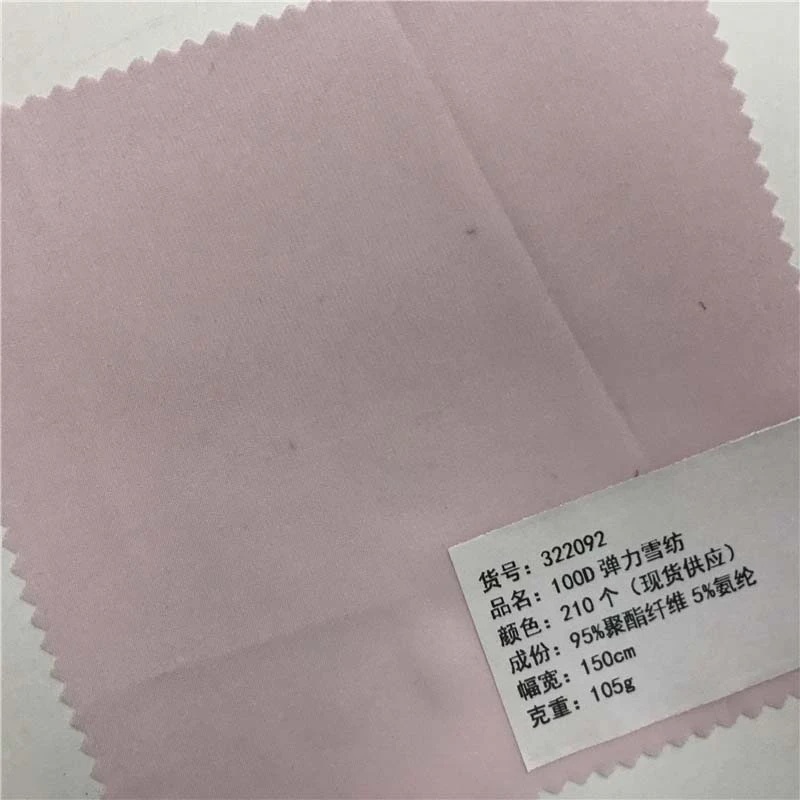 货号：322092
品名：100D 弹力雪纺
颜色：210 个（现货供应）
成份：95%聚酯纤维 5%氨纶
幅宽：150cm
克重：105g